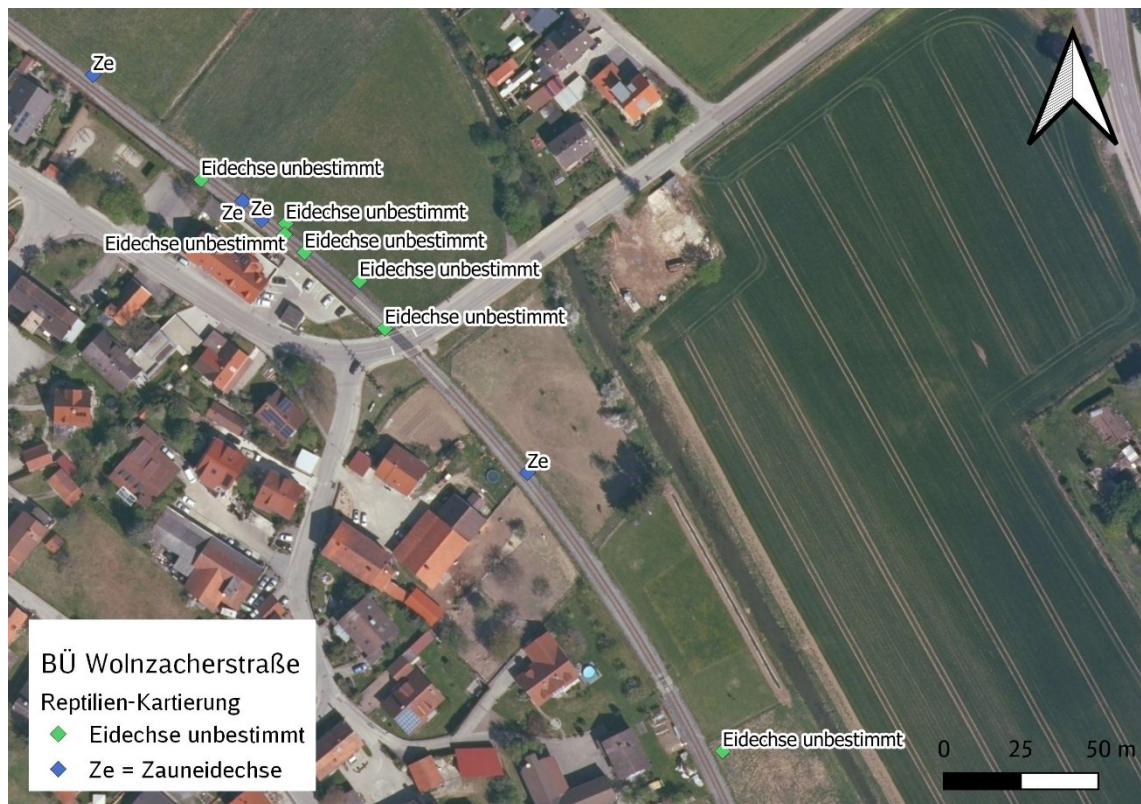 Ze
Eidechse unbestimmt
Ze
Ze
Eidechse unbestimmt
Eidechse unbestimmt
Eidechse unbestimmt
Eidechse unbestimmt
Eidechse unbestimmt
Ze
Eidechse unbestimmt
BÜ Wolnzacherstraße
Reptilien-Kartierung
Eidechse unbestimmt
Ze = Zauneidechse
0 25 50 m